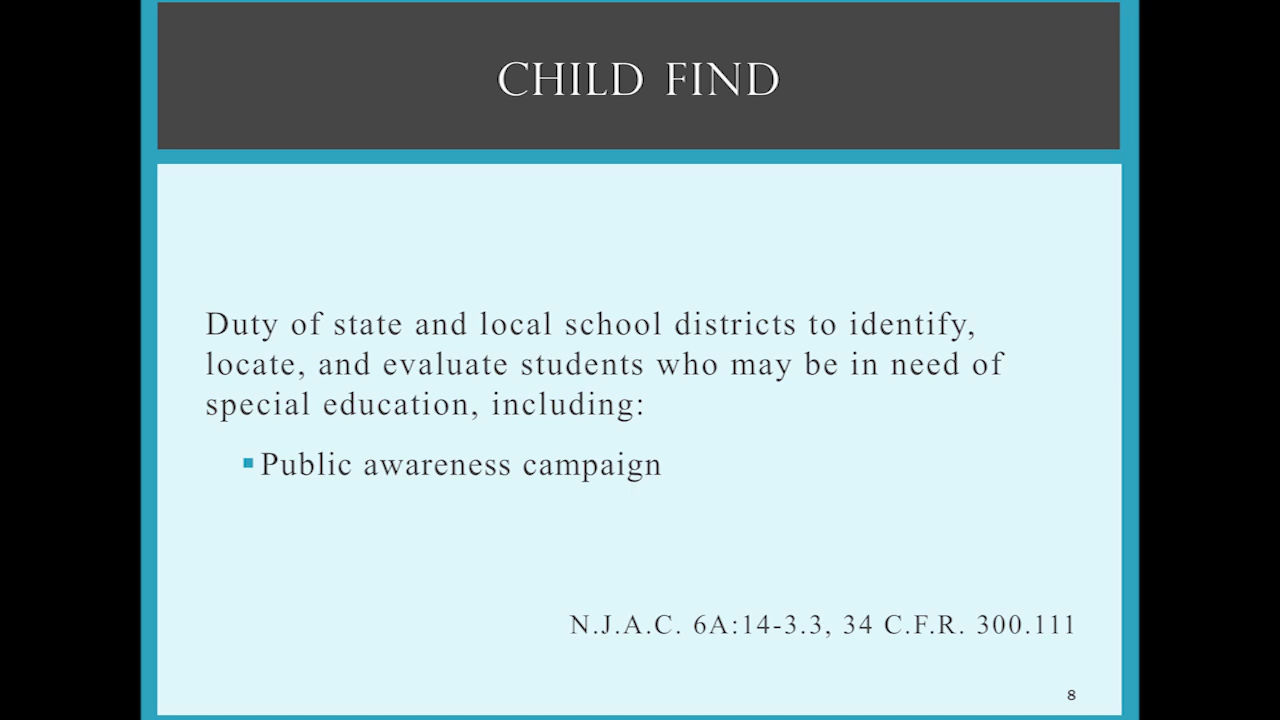 CHILD FIND
Duty of state and local school districts to identify,
locate, and evaluate students who may be in need of
special education, including:
▪Public awareness campaign
N.J.A.C. 6A:14-3.3, 34 C.F.R. 300.111
8